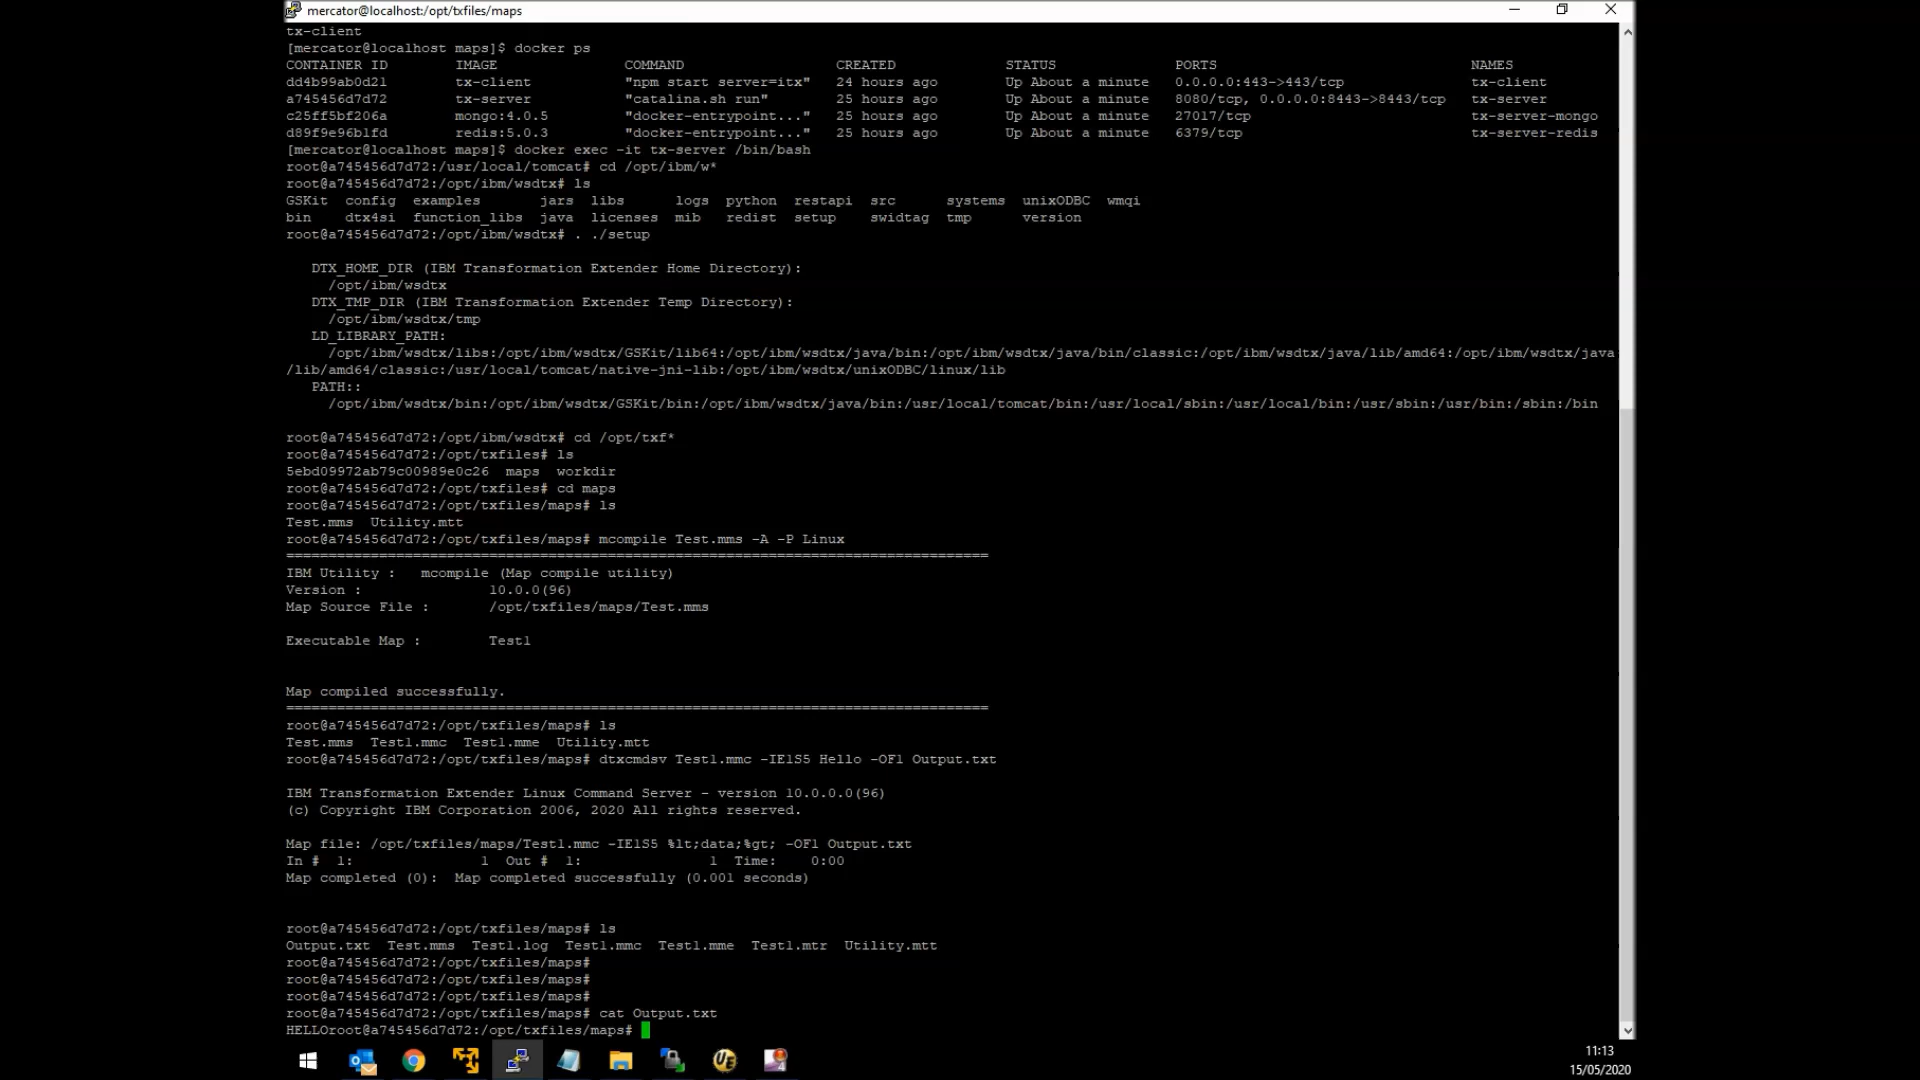 mercator@localhost:/opt/txfiles/maps
tx-client
[mercator@localhost maps]$ docker ps
CONTAINER ID IMAGE COMMAND CREATED STATUS PORTS NAMES
dd4b99ab0d21 tx-client "npm start server=itx" 24 hours ago Up About a minute 0.0.0.0:443->443/tcp tx-client
a745456d7d72 tx-server "catalina.sh run" 25 hours ago Up About a minute 8080/tcp, 0.0.0.0:8443->8443/tcp tx-server
c25ff5bf206a mongo:4.0.5 "docker-entrypoint..." 25 hours ago Up About a minute 27017/tcp tx-server-mongo
d89f9e96b1fd redis:5.0.3 "docker-entrypoint..." 25 hours ago Up About a minute 6379/tcp tx-server-redis
[mercator@localhost maps]$ docker exec -it tx-server /bin/bash
root@a745456d7d72:/usr/local/tomcat# cd /opt/ibm/w*
root@a745456d7d72:/opt/ibm/wsdtx# ls
GSKit config examples jars libs logs python restapi src systems unixODBC wmqi
bin dtx4si function_libs java licenses mib redist setup swidtag tmp version
root@a745456d7d72:/opt/ibm/wsdtx# . ./setup
DTX_HOME_DIR (IBM Transformation Extender Home Directory):
/opt/ibm/wsdtx
DTX_TMP_DIR (IBM Transformation Extender Temp Directory):
/opt/ibm/wsdtx/tmp
LD_LIBRARY_PATH:
/opt/ibm/wsdtx/libs:/opt/ibm/wsdtx/GSKit/lib64:/opt/ibm/wsdtx/java/bin:/opt/ibm/wsdtx/java/bin/classic:/opt/ibm/wsdtx/java/lib/amd64:/opt/ibm/wsdtx/java
/lib/amd64/classic:/usr/local/tomcat/native-jni-lib:/opt/ibm/wsdtx/unixODBC/linux/lib
PATH::
/opt/ibm/wsdtx/bin:/opt/ibm/wsdtx/GSKit/bin:/opt/ibm/wsdtx/java/bin:/usr/local/tomcat/bin:/usr/local/sbin:/usr/local/bin:/usr/sbin:/usr/bin:/sbin:/bin
root@a745456d7d72:/opt/ibm/wsdtx# cd /opt/txf*
root@a745456d7d72:/opt/txfiles# ls
5ebd09972ab79c00989e0c26 maps workdir
root@a745456d7d72:/opt/txfiles# cd maps
root@a745456d7d72:/opt/txfiles/maps# ls
Test.mms Utility.mtt
root@a745456d7d72:/opt/txfiles/maps# mcompile Test.mms -A -P Linux
===================================================================================
IBM Utility : mcompile (Map compile utility)
Version : 10.0.0(96)
Map Source File : /opt/txfiles/maps/Test.mms
Executable Map : Test1
Map compiled successfully.
===================================================================================
root@a745456d7d72:/opt/txfiles/maps# ls
Test.mms Test1.mmc Test1.mme Utility.mtt
root@a745456d7d72:/opt/txfiles/maps# dtxcmdsv Test1.mmc -IE1S5 Hello -OF1 Output.txt
IBM Transformation Extender Linux Command Server - version 10.0.0.0(96)
(c) Copyright IBM Corporation 2006, 2020 All rights reserved.
Map file: /opt/txfiles/maps/Test1.mmc -IE1S5 %lt;data;%gt; -OF1 Output.txt
In # 1: 1 Out # 1: 1 Time: 0:00
Map completed (0): Map completed successfully (0.001 seconds)
root@a745456d7d72:/opt/txfiles/maps# ls
Output.txt Test.mms Test1.log Test1.mmc Test1.mme Test1.mtr Utility.mtt
root@a745456d7d72:/opt/txfiles/maps#
root@a745456d7d72:/opt/txfiles/maps#
root@a745456d7d72:/opt/txfiles/maps#
root@a745456d7d72:/opt/txfiles/maps# cat Output.txt
HELLOroot@a745456d7d72:/opt/txfiles/maps#
11:13
15/05/2020